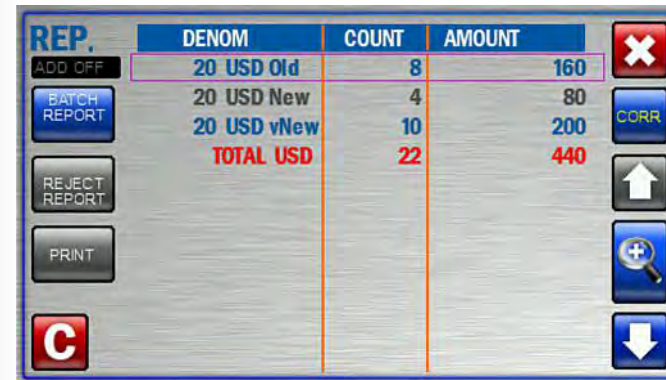 REP.
DENOM COUNT AMOUNT
ADD OFF
20 USD Old 8 160
BATCH
REPORT
20 USD New 4 80
CORR
20 USD vNew 10 200
TOTAL USD 22 440
REJECT
REPORT
PRINT
C